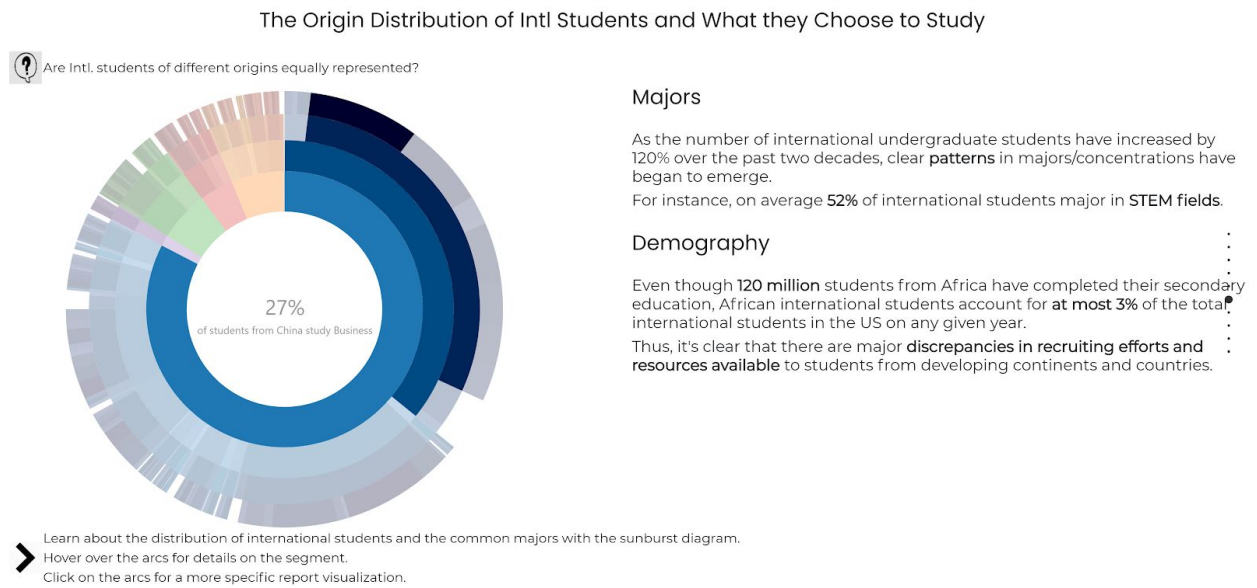 The Origin Distribution of Intl Students and What they Choose to Study
Are Intl. students of different origins equally represented?
27%
of students from China study Business
Majors
As the number of international undergraduate students have increased by
120% over the past two decades, clear patterns in majors/concentrations have
began to emerge.
For instance, on average 52% of international students major in STEM fields.
Demography
Even though 120 million students from Africa have completed their secondary
education, African international students account for at most 3% of the total
international students in the US on any given year.
Thus, it's clear that there are major discrepancies in recruiting efforts and
resources available to students from developing continents and countries.
Learn about the distribution of international students and the common majors with the sunburst diagram.
Hover over the arcs for details on the segment.
Click on the arcs for a more specific report visualization.